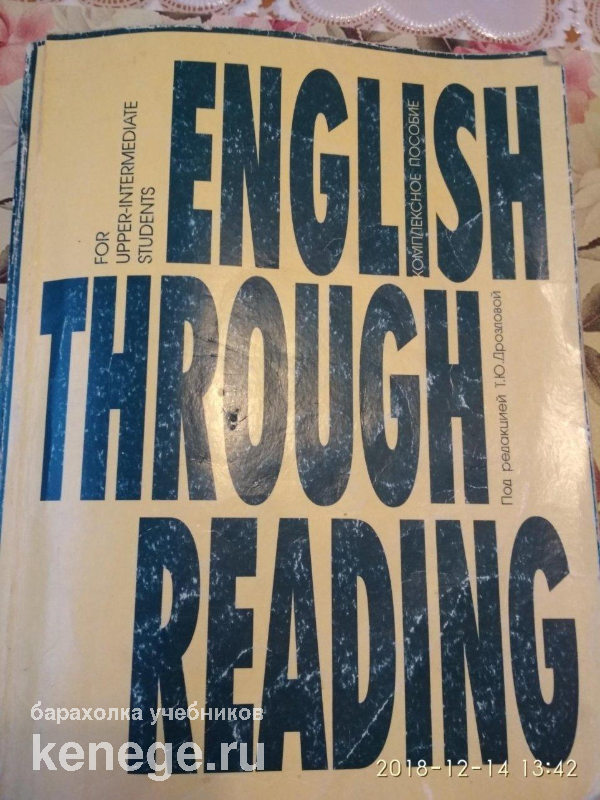 ENGLISH
THROUGH
READING
FOR
UPPER-INTERMEDIATE
STUDENTS
КОМПЛЕКСНОЕ ПОСОБИЕ
Под редакцией Т.Ю.Дроздовой
барахолка учебников
kenege.ru
2018-12-14 13:42